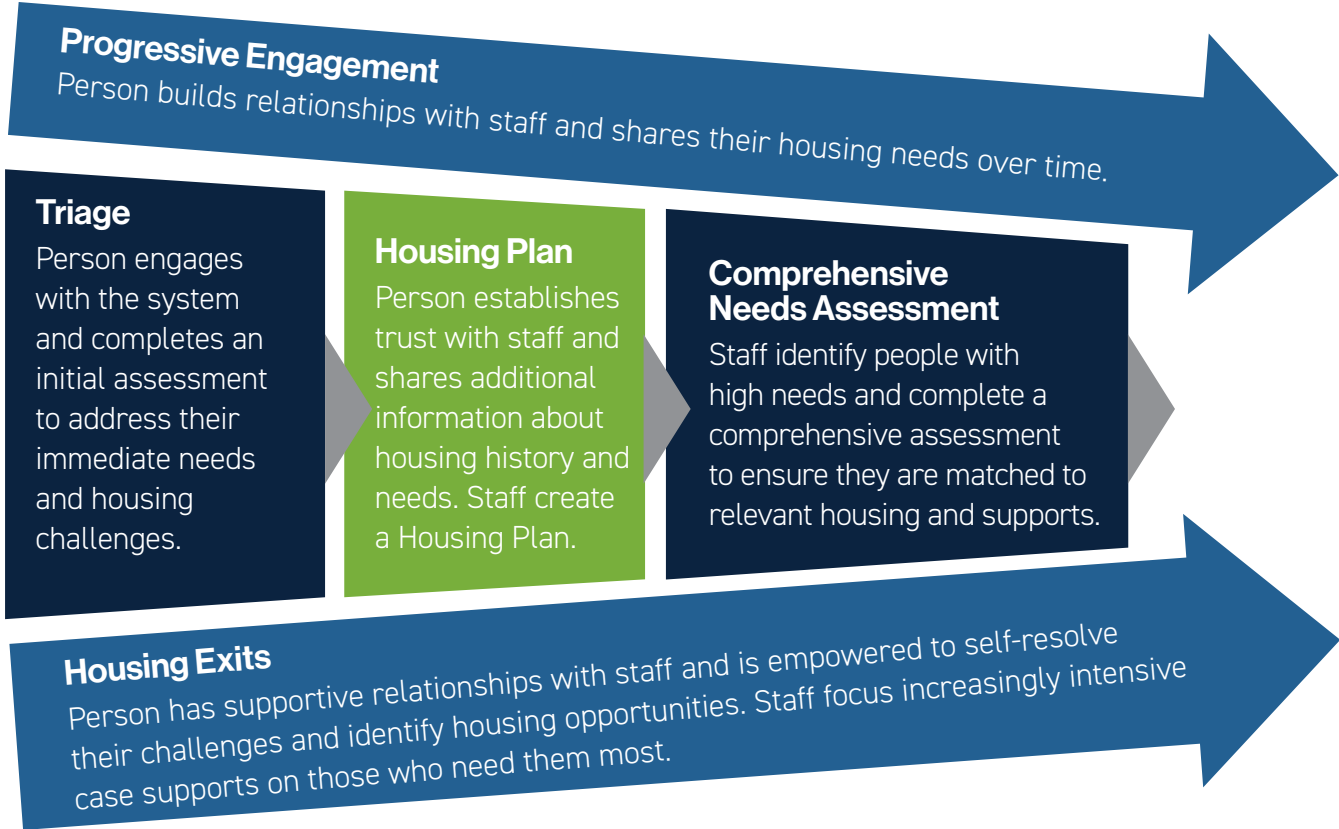 Progressive Engagement
Person builds relationships with staff and shares their housing needs over time.
Triage
Person engages
with the system
and completes an
initial assessment
to address their
immediate needs
and housing
challenges.
Housing Plan
Person establishes
trust with staff and
shares additional
information about
housing history and
needs. Staff create
a Housing Plan.
Comprehensive
Needs Assessment
Staff identify people with
high needs and complete a
comprehensive assessment
to ensure they are matched to
relevant housing and supports.
Housing Exits
Person has supportive relationships with staff and is empowered to self-resolve
their challenges and identify housing opportunities. Staff focus increasingly intensive
case supports on those who need them most.